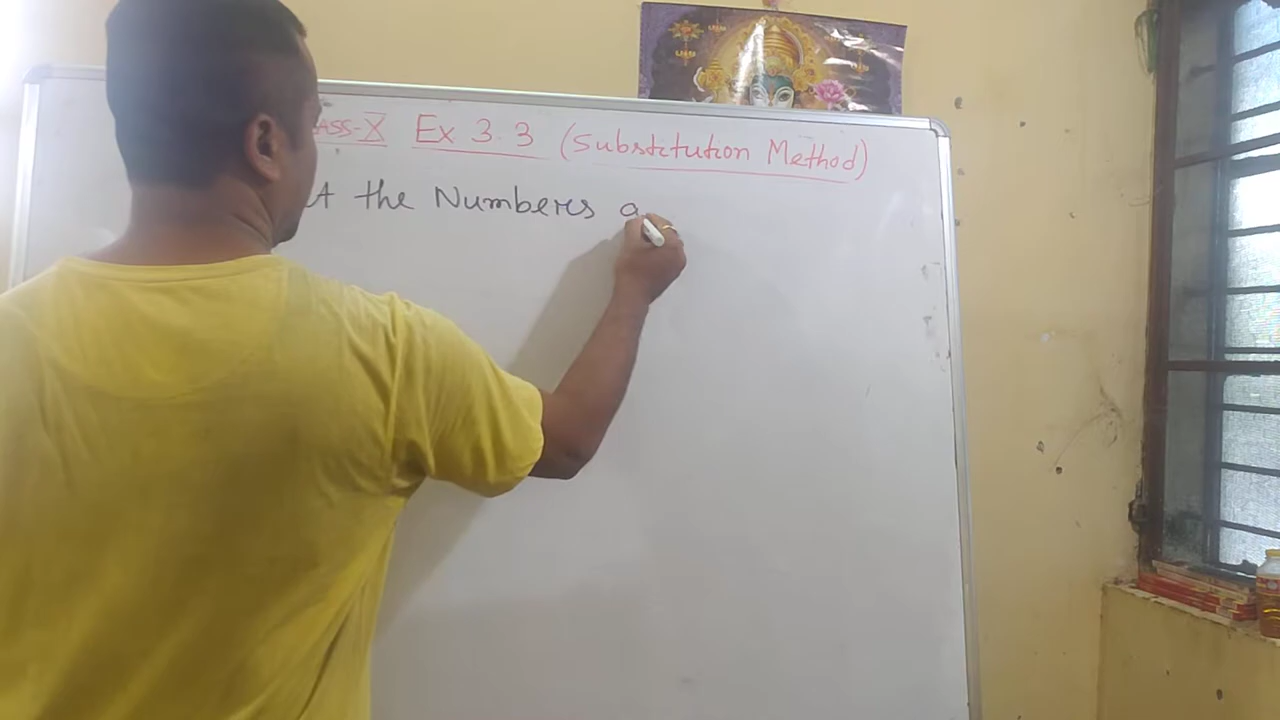 ASS-X Ex 3.3 (Substitution Method)
the Numbers a